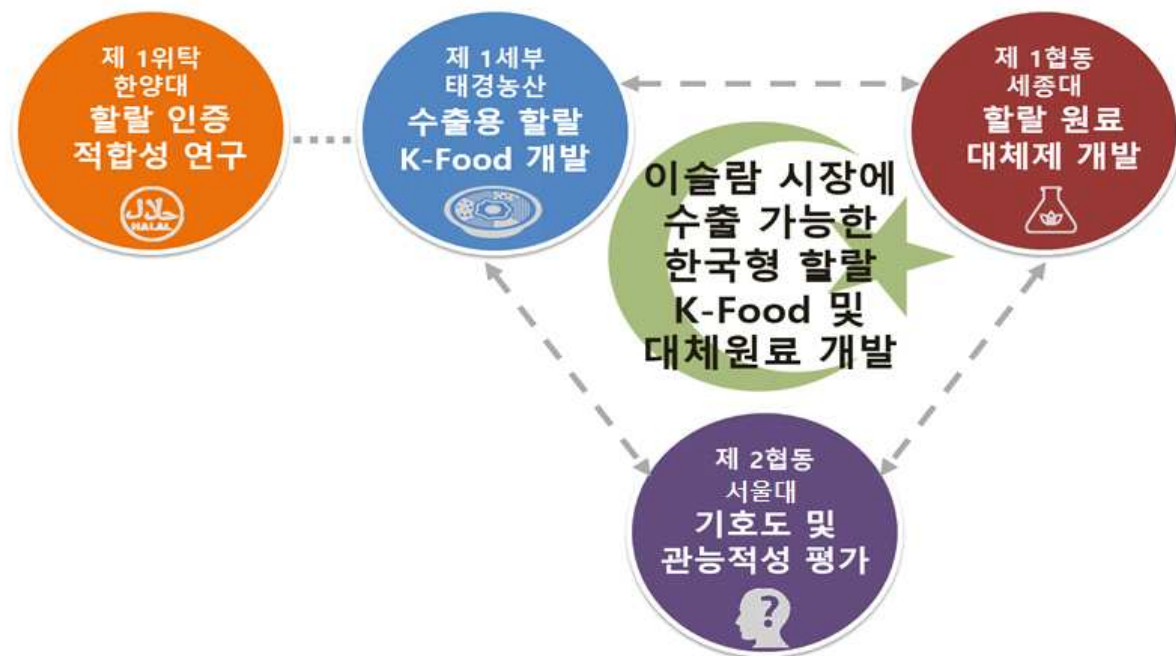 제 1위탁
한양대
할랄 인증
적합성 연구
حلال
HALAL
제 1세부
태경농산
수출용 할랄
K-Food 개발
제 1협동
세종대
할랄 원료
대체제 개발
이슬람 시장에
수출 가능한
한국형 할랄
K-Food 및
대체원료 개발
제 2협동
서울대
기호도 및
관능적성 평가
?